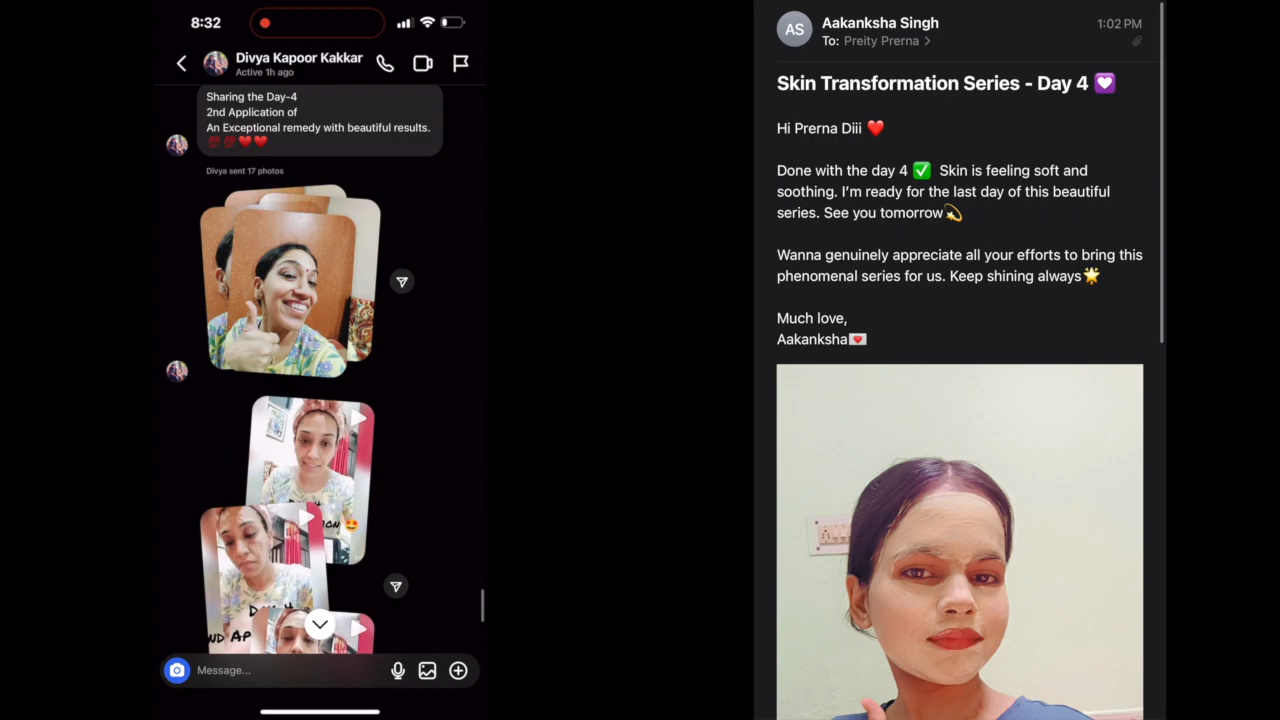 8:32
Divya Kapoor Kakkar
Active 1h ago
Sharing the Day-4
2nd Application of
An Exceptional remedy with beautiful results.
💯💯❤️❤️
Divya sent 17 photos
Message...
AS
Aakanksha Singh
1:02 PM
To: Preity Prerna >
Skin Transformation Series - Day 4 💜
Hi Prerna Diii ❤️
Done with the day 4 ✅ Skin is feeling soft and
soothing. I'm ready for the last day of this beautiful
series. See you tomorrow💫
Wanna genuinely appreciate all your efforts to bring this
phenomenal series for us. Keep shining always🌟
Much love,
Aakanksha💌